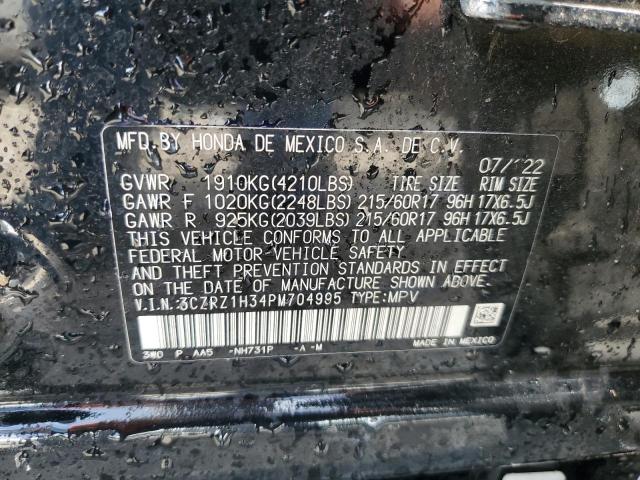 MFD.BY HONDA DE MEXICO S.A. DE C.V.
07/22
GVWR 1910KG(4210LBS) TIRE SIZE RIM SIZE
GAWR F 1020KG(2248LBS) 215/60R17 96H 17X6.5J
GAWR R 925KG(2039LBS) 215/60R17 96H 17X6.5J
THIS VEHICLE CONFORMS TO ALL APPLICABLE
FEDERAL MOTOR VEHICLE SAFETY
AND THEFT PREVENTION STANDARDS IN EFFECT
ON THE DATE OF MANUFACTURE SHOWN ABOVE.
V.I.N.:3CZRZ1H34PM704995 TYPE:MPV
3W0 P AA5 -NH731P -A -M MADE IN MEXICO